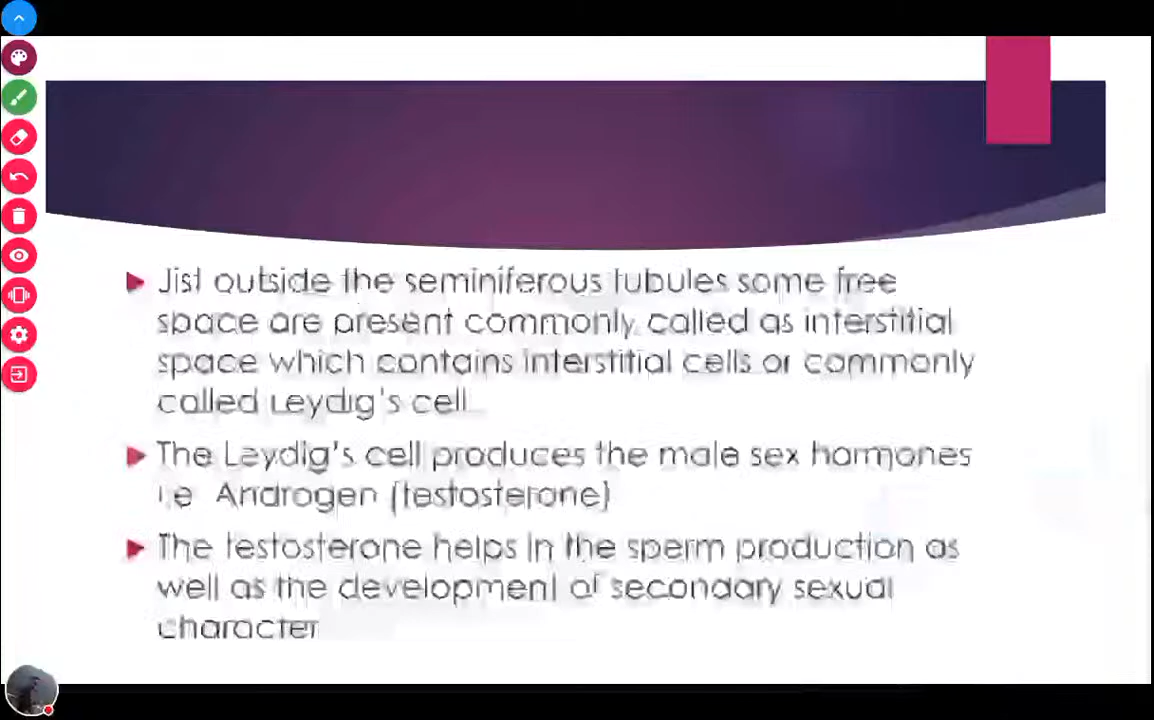 Jist outside the seminiferous tubules some free
space are present commonly called as interstitial
space which contains interstitial cells or commonly
called Leydig's cell.
The Leydig's cell produces the male sex harmones
i.e Androgen (testosterone)
The testosterone helps in the sperm production as
well as the development of secondary sexual
character